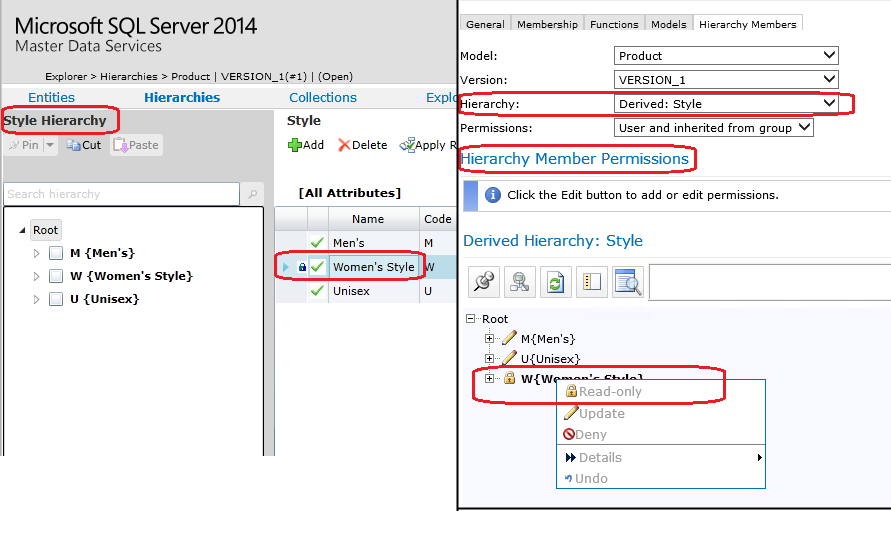 Microsoft SQL Server 2014
Master Data Services
Explorer > Hierarchies > Product | VERSION_1(#1) | (Open)
Entities Hierarchies Collections Explo
Style Hierarchy
Pin Cut Paste
Search hierarchy
Root
M {Men's}
W {Women's Style}
U {Unisex}
Style
Add Delete Apply R
[All Attributes]
Name Code
Men's M
Women's Style W
Unisex U
General Membership Functions Models Hierarchy Members
Model: Product
Version: VERSION_1
Hierarchy: Derived: Style
Permissions: User and inherited from group
Hierarchy Member Permissions
Click the Edit button to add or edit permissions.
Derived Hierarchy: Style
Root
M{Men's}
U{Unisex}
W{Women's Style}
Read-only
Update
Deny
Details
Undo